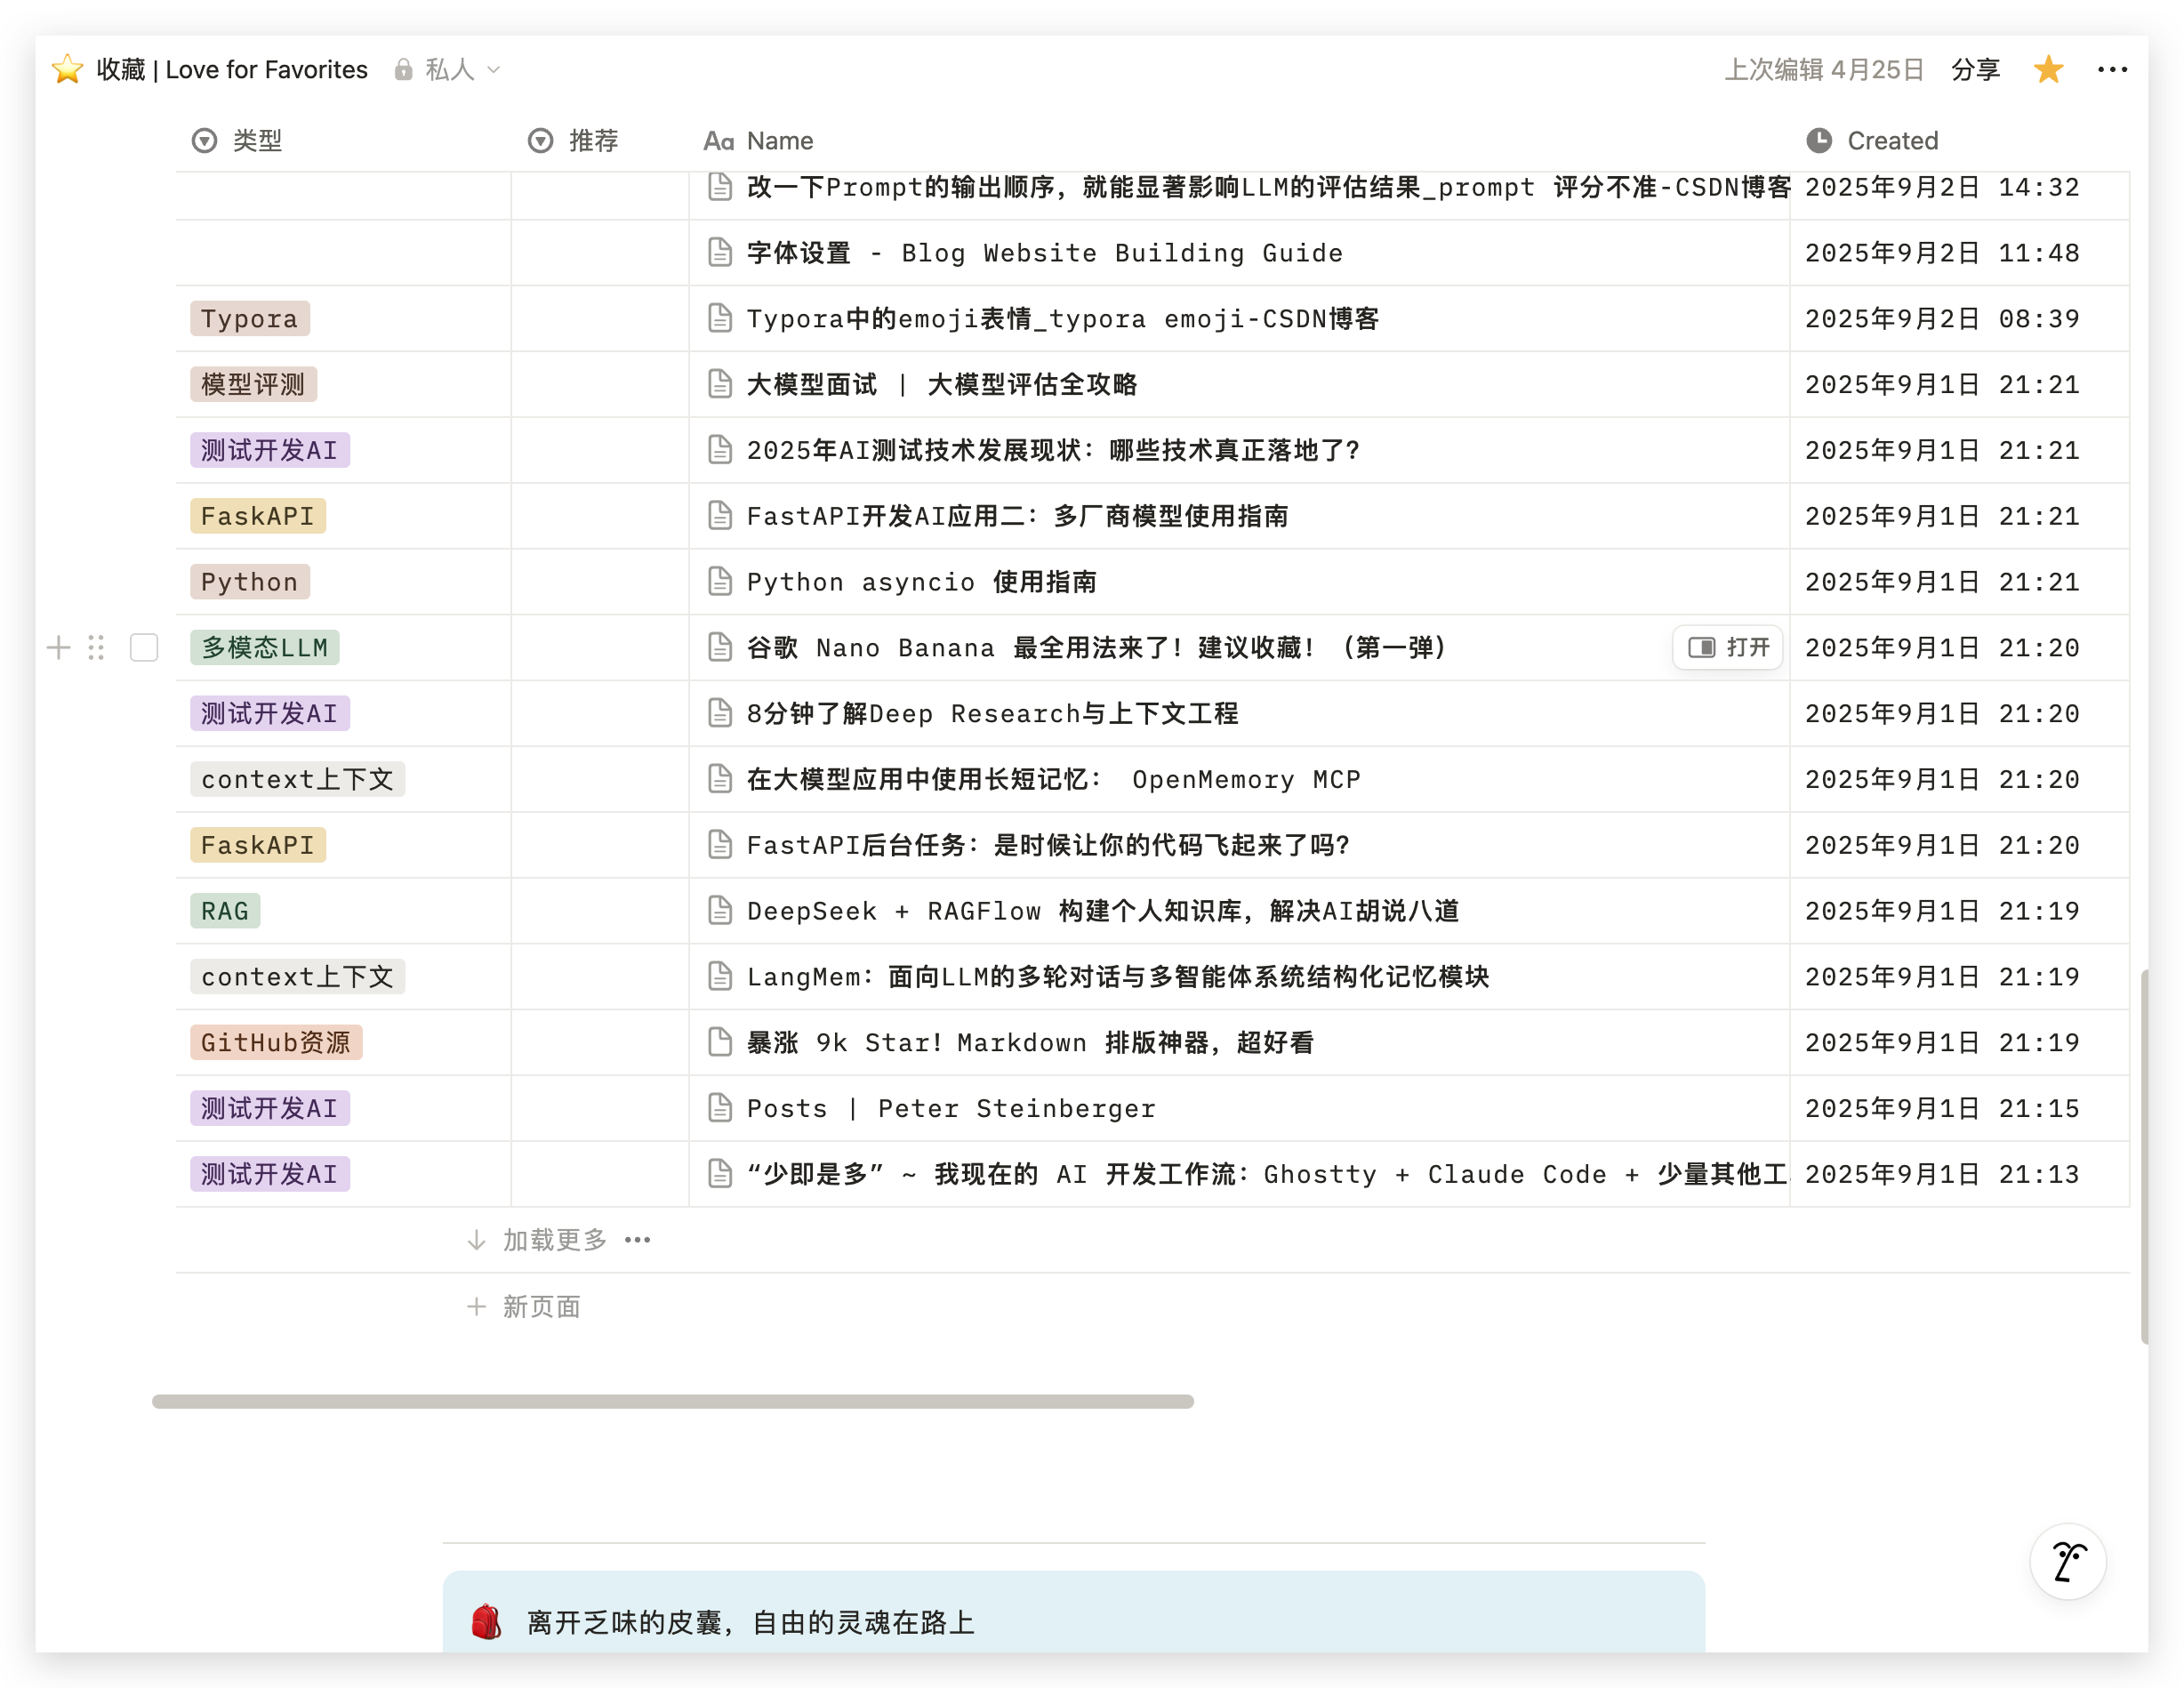 收藏 | Love for Favorites 私人 上次编辑 4月25日 分享
类型 推荐 Aa Name Created
改一下Prompt的输出顺序，就能显著影响LLM的评估结果_prompt 评分不准-CSDN博客 2025年9月2日 14:32
字体设置 - Blog Website Building Guide 2025年9月2日 11:48
Typora Typora中的emoji表情_typora emoji-CSDN博客 2025年9月2日 08:39
模型评测 大模型面试 | 大模型评估全攻略 2025年9月1日 21:21
测试开发AI 2025年AI测试技术发展现状：哪些技术真正落地了？ 2025年9月1日 21:21
FaskAPI FastAPI开发AI应用二：多厂商模型使用指南 2025年9月1日 21:21
Python Python asyncio 使用指南 2025年9月1日 21:21
多模态LLM 谷歌 Nano Banana 最全用法来了！建议收藏！（第一弹） 打开 2025年9月1日 21:20
测试开发AI 8分钟了解Deep Research与上下文工程 2025年9月1日 21:20
context上下文 在大模型应用中使用长短记忆： OpenMemory MCP 2025年9月1日 21:20
FaskAPI FastAPI后台任务：是时候让你的代码飞起来了吗？ 2025年9月1日 21:20
RAG DeepSeek + RAGFlow 构建个人知识库，解决AI胡说八道 2025年9月1日 21:19
context上下文 LangMem：面向LLM的多轮对话与多智能体系统结构化记忆模块 2025年9月1日 21:19
GitHub资源 暴涨 9k Star！Markdown 排版神器，超好看 2025年9月1日 21:19
测试开发AI Posts | Peter Steinberger 2025年9月1日 21:15
测试开发AI “少即是多” ~ 我现在的 AI 开发工作流：Ghostty + Claude Code + 少量其他工 2025年9月1日 21:13
加载更多
新页面
离开乏味的皮囊，自由的灵魂在路上